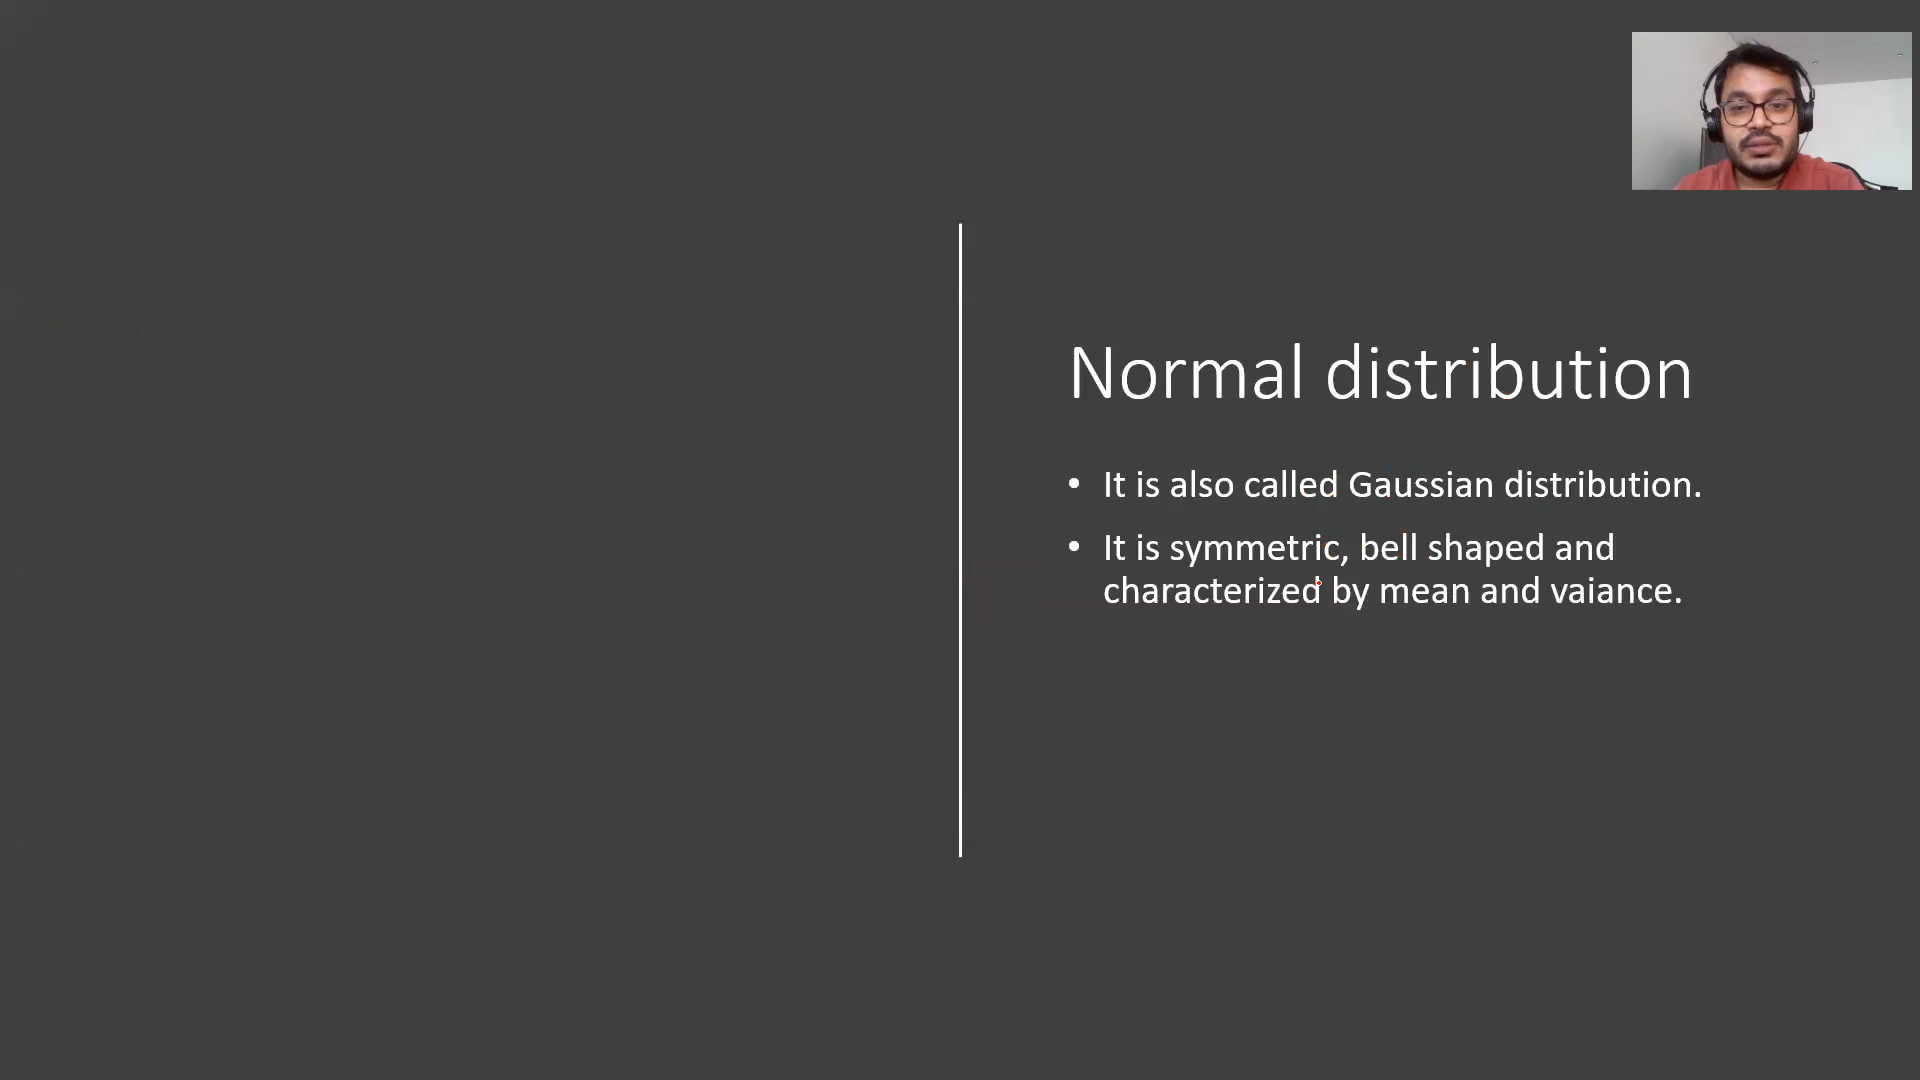 Normal distribution
• It is also called Gaussian distribution.
• It is symmetric, bell shaped and
characterized by mean and vaiance.